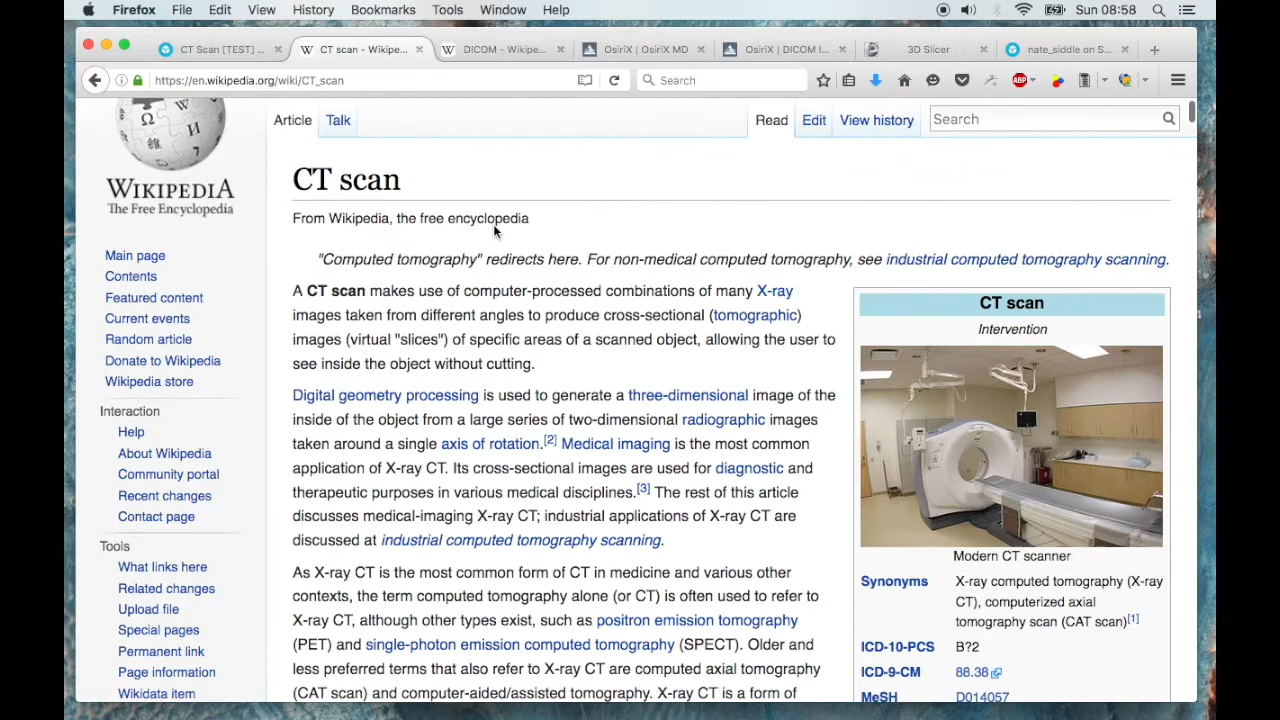 Firefox File Edit View History Bookmarks Tools Window Help Sun 08:58
CT Scan [TEST] ... CT scan - Wikipe... DICOM - Wikipe... OsiriX | OsiriX MD OsiriX | DICOM I... 3D Slicer nate_siddle on S...
https://en.wikipedia.org/wiki/CT_scan Search ABP
WIKIPEDIA
The Free Encyclopedia
Main page
Contents
Featured content
Current events
Random article
Donate to Wikipedia
Wikipedia store
Interaction
Help
About Wikipedia
Community portal
Recent changes
Contact page
Tools
What links here
Related changes
Upload file
Special pages
Permanent link
Page information
Wikidata item
Article Talk Read Edit View history Search
CT scan
From Wikipedia, the free encyclopedia
"Computed tomography" redirects here. For non-medical computed tomography, see industrial computed tomography scanning.
A CT scan makes use of computer-processed combinations of many X-ray
images taken from different angles to produce cross-sectional (tomographic)
images (virtual "slices") of specific areas of a scanned object, allowing the user to
see inside the object without cutting.
Digital geometry processing is used to generate a three-dimensional image of the
inside of the object from a large series of two-dimensional radiographic images
taken around a single axis of rotation.[2] Medical imaging is the most common
application of X-ray CT. Its cross-sectional images are used for diagnostic and
therapeutic purposes in various medical disciplines.[3] The rest of this article
discusses medical-imaging X-ray CT; industrial applications of X-ray CT are
discussed at industrial computed tomography scanning.
As X-ray CT is the most common form of CT in medicine and various other
contexts, the term computed tomography alone (or CT) is often used to refer to
X-ray CT, although other types exist, such as positron emission tomography
(PET) and single-photon emission computed tomography (SPECT). Older and
less preferred terms that also refer to X-ray CT are computed axial tomography
(CAT scan) and computer-aided/assisted tomography. X-ray CT is a form of
CT scan
Intervention
Modern CT scanner
Synonyms X-ray computed tomography (X-ray
CT), computerized axial
tomography scan (CAT scan)[1]
ICD-10-PCS B?2
ICD-9-CM 88.38
MeSH D014057